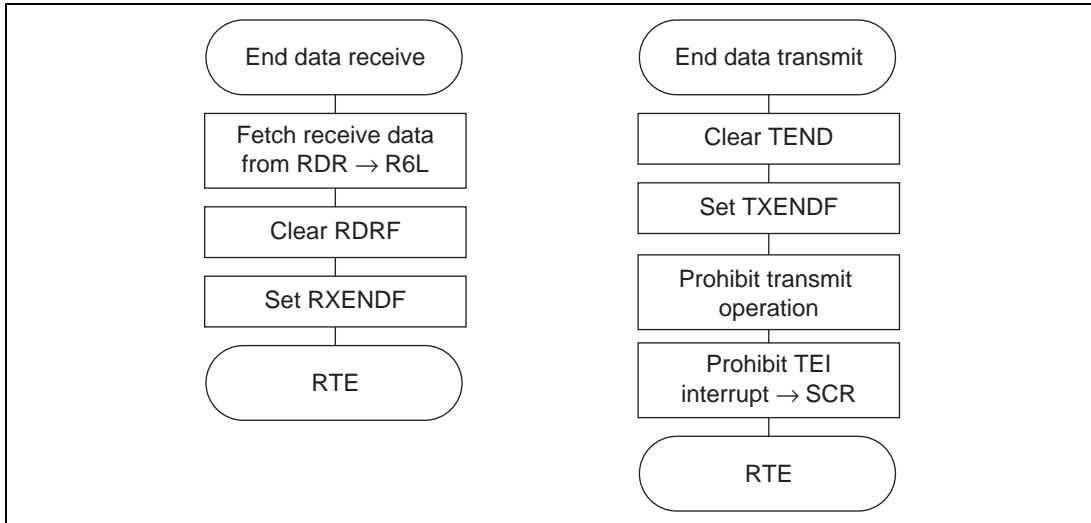 End data receive
Fetch receive data
from RDR → R6L
Clear RDRF
Set RXENDF
RTE
End data transmit
Clear TEND
Set TXENDF
Prohibit transmit
operation
Prohibit TEI
interrupt → SCR
RTE